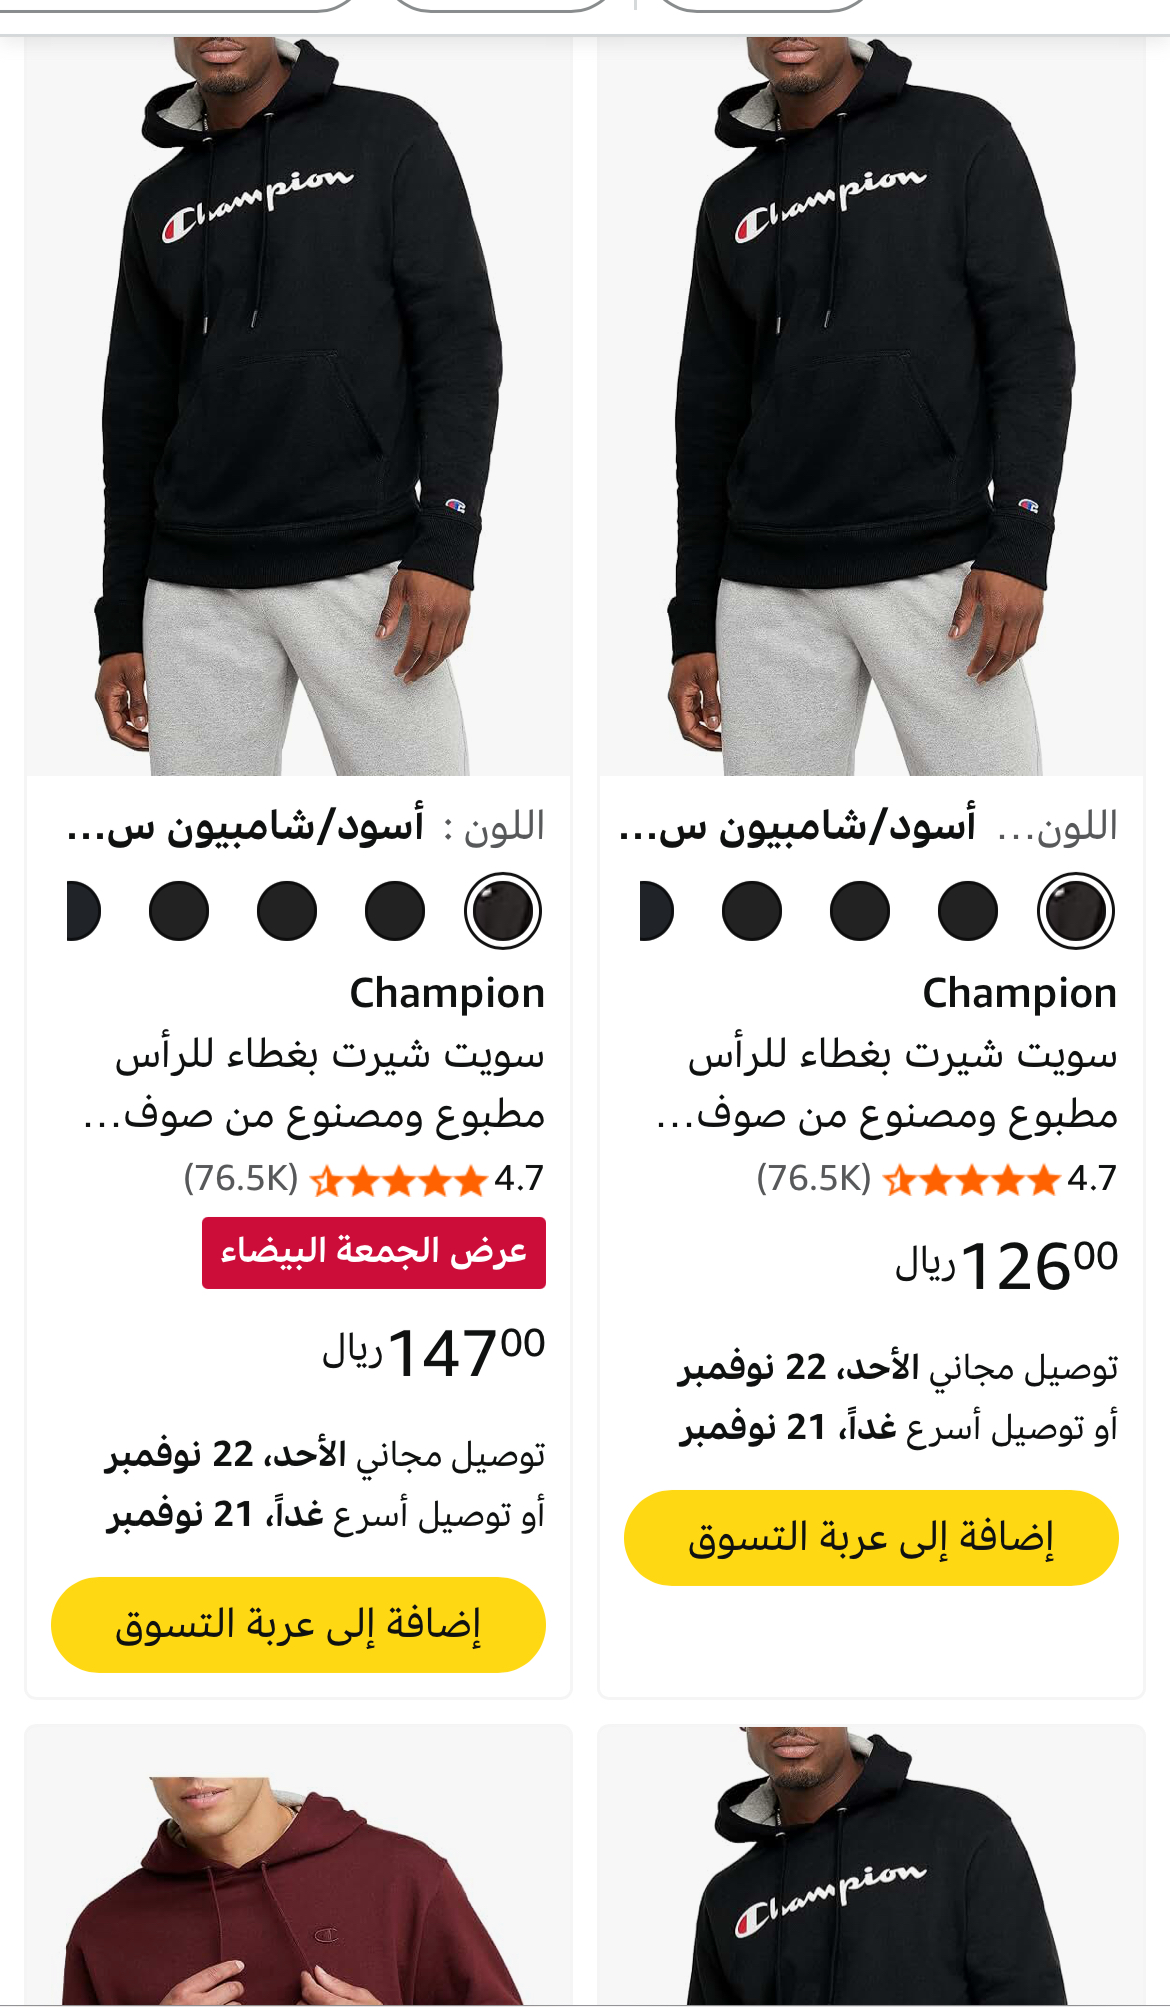 Champion
اللون... أسود/شامبيون س...
Champion
سويت شيرت بغطاء للرأس
مطبوع ومصنوع من صوف...
4.7 (76.5K)
12600 ريال
توصيل مجاني الأحد، 22 نوفمبر
أو توصيل أسرع غداً، 21 نوفمبر
إضافة إلى عربة التسوق
Champion
اللون : أسود/شامبيون س...
Champion
سويت شيرت بغطاء للرأس
مطبوع ومصنوع من صوف...
4.7 (76.5K)
عرض الجمعة البيضاء
14700 ريال
توصيل مجاني الأحد، 22 نوفمبر
أو توصيل أسرع غداً، 21 نوفمبر
إضافة إلى عربة التسوق
Champion